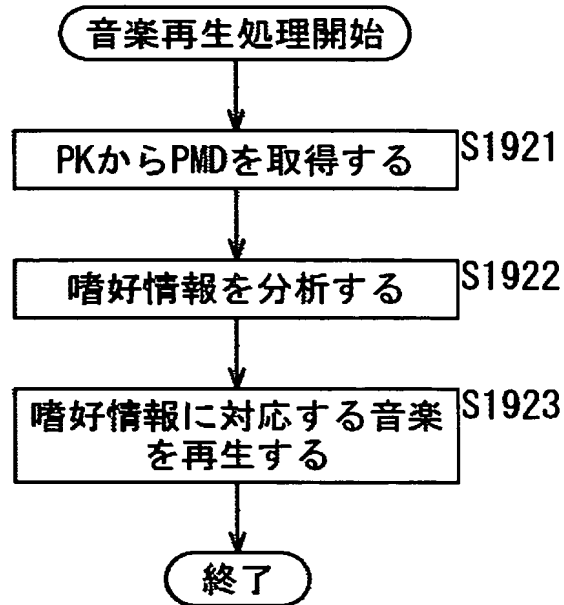 音楽再生処理開始
PKからPMDを取得する
S1921
嗜好情報を分析する
S1922
嗜好情報に対応する音楽
を再生する
S1923
終了